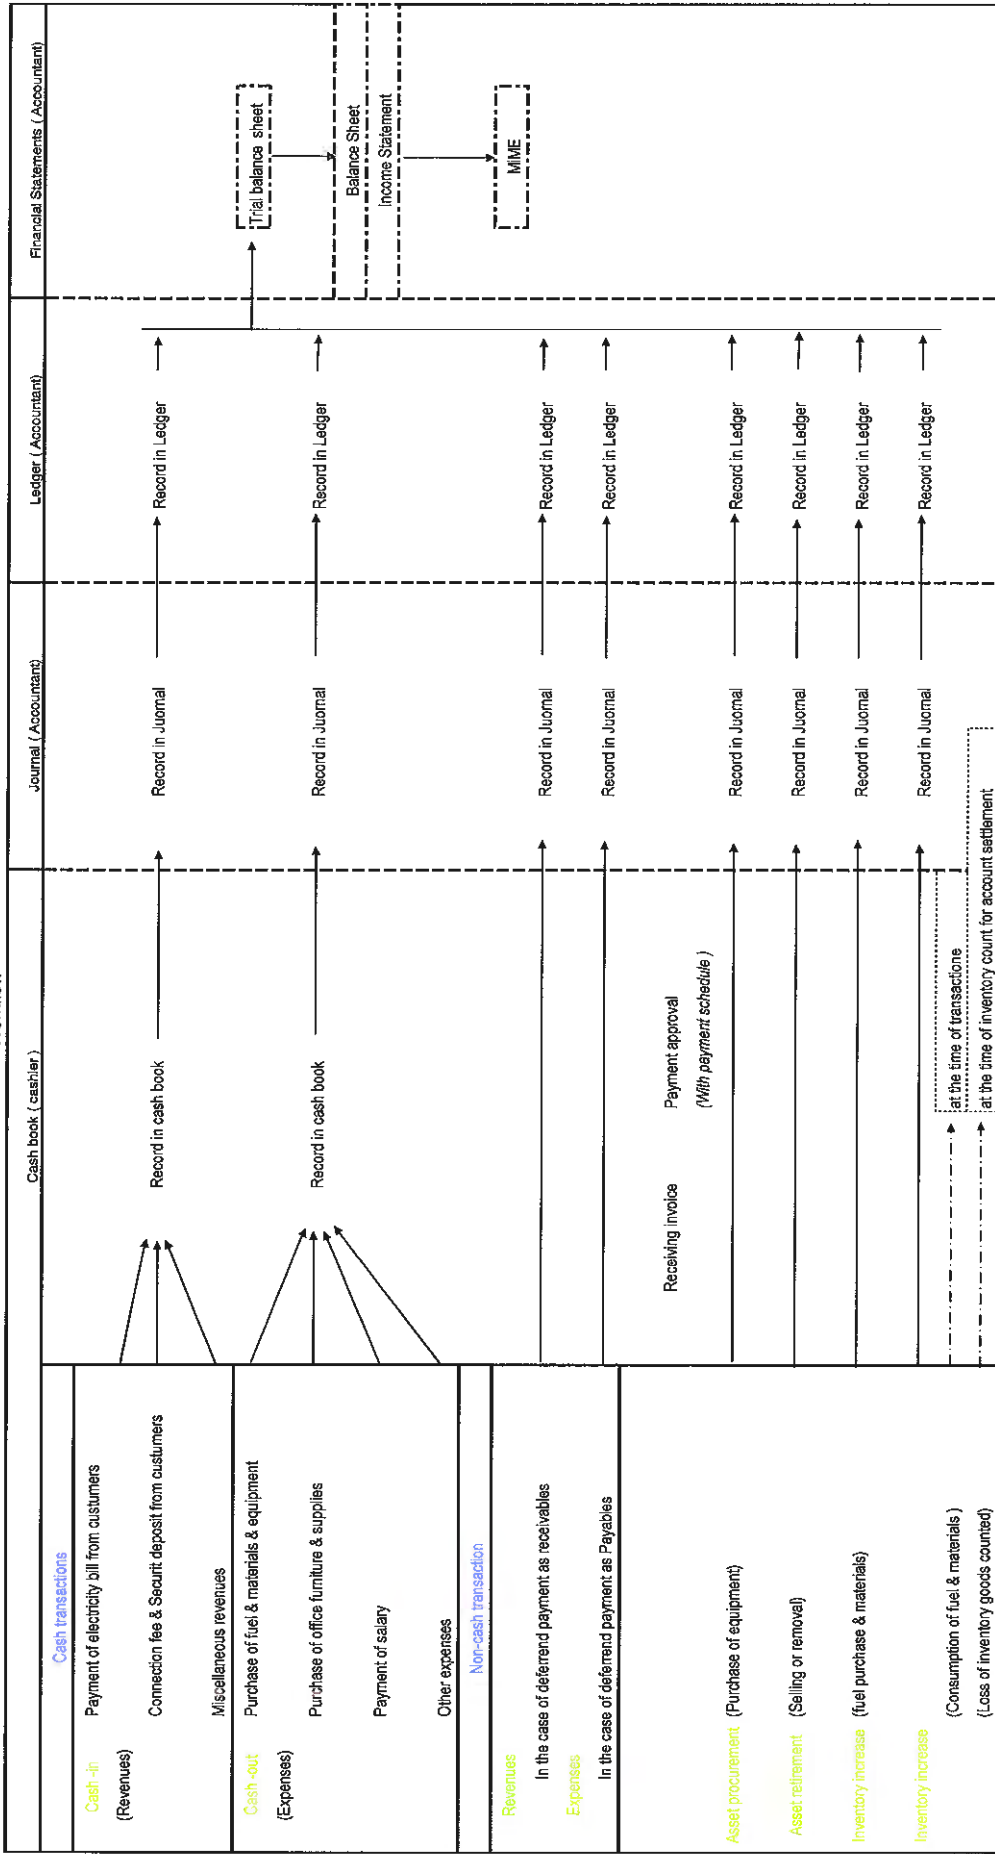 Cash book ( cashier )
Journal ( Accountant)
Ledger ( Accountant)
Financial Statements ( Accountant)
Cash transactions
Cash -in
Payment of electricity bill from custumers
(Revenues)
Connection fee & Securit deposit from custumers
Record in cash book
Record in Juornal
Record in Ledger
Miscellaneous revenues
Trial balance sheet
Cash -out
Purchase of fuel & materials & equipment
(Expenses)
Purchase of office furniture & supplies
Record in cash book
Record in Juornal
Record in Ledger
Balance Sheet
Payment of salary
Income Statement
Other expenses
Non-cash transaction
MIME
Revenues
In the case of deferrend payment as receivables
Record in Juornal
Record in Ledger
Expenses
In the case of deferrend payment as Payables
Record in Juornal
Record in Ledger
Receiving invoice
Payment approval
(With payment schedule )
Asset procurement (Purchase of equipment)
Record in Juornal
Record in Ledger
Asset retirement (Selling or removal)
Record in Juornal
Record in Ledger
Inventory increase (fuel purchase & materials)
Record in Juornal
Record in Ledger
Inventory increase
Record in Juornal
Record in Ledger
(Consumption of fuel & materials )
at the time of transactione
(Loss of inventory goods counted)
at the time of inventory count for account settlement